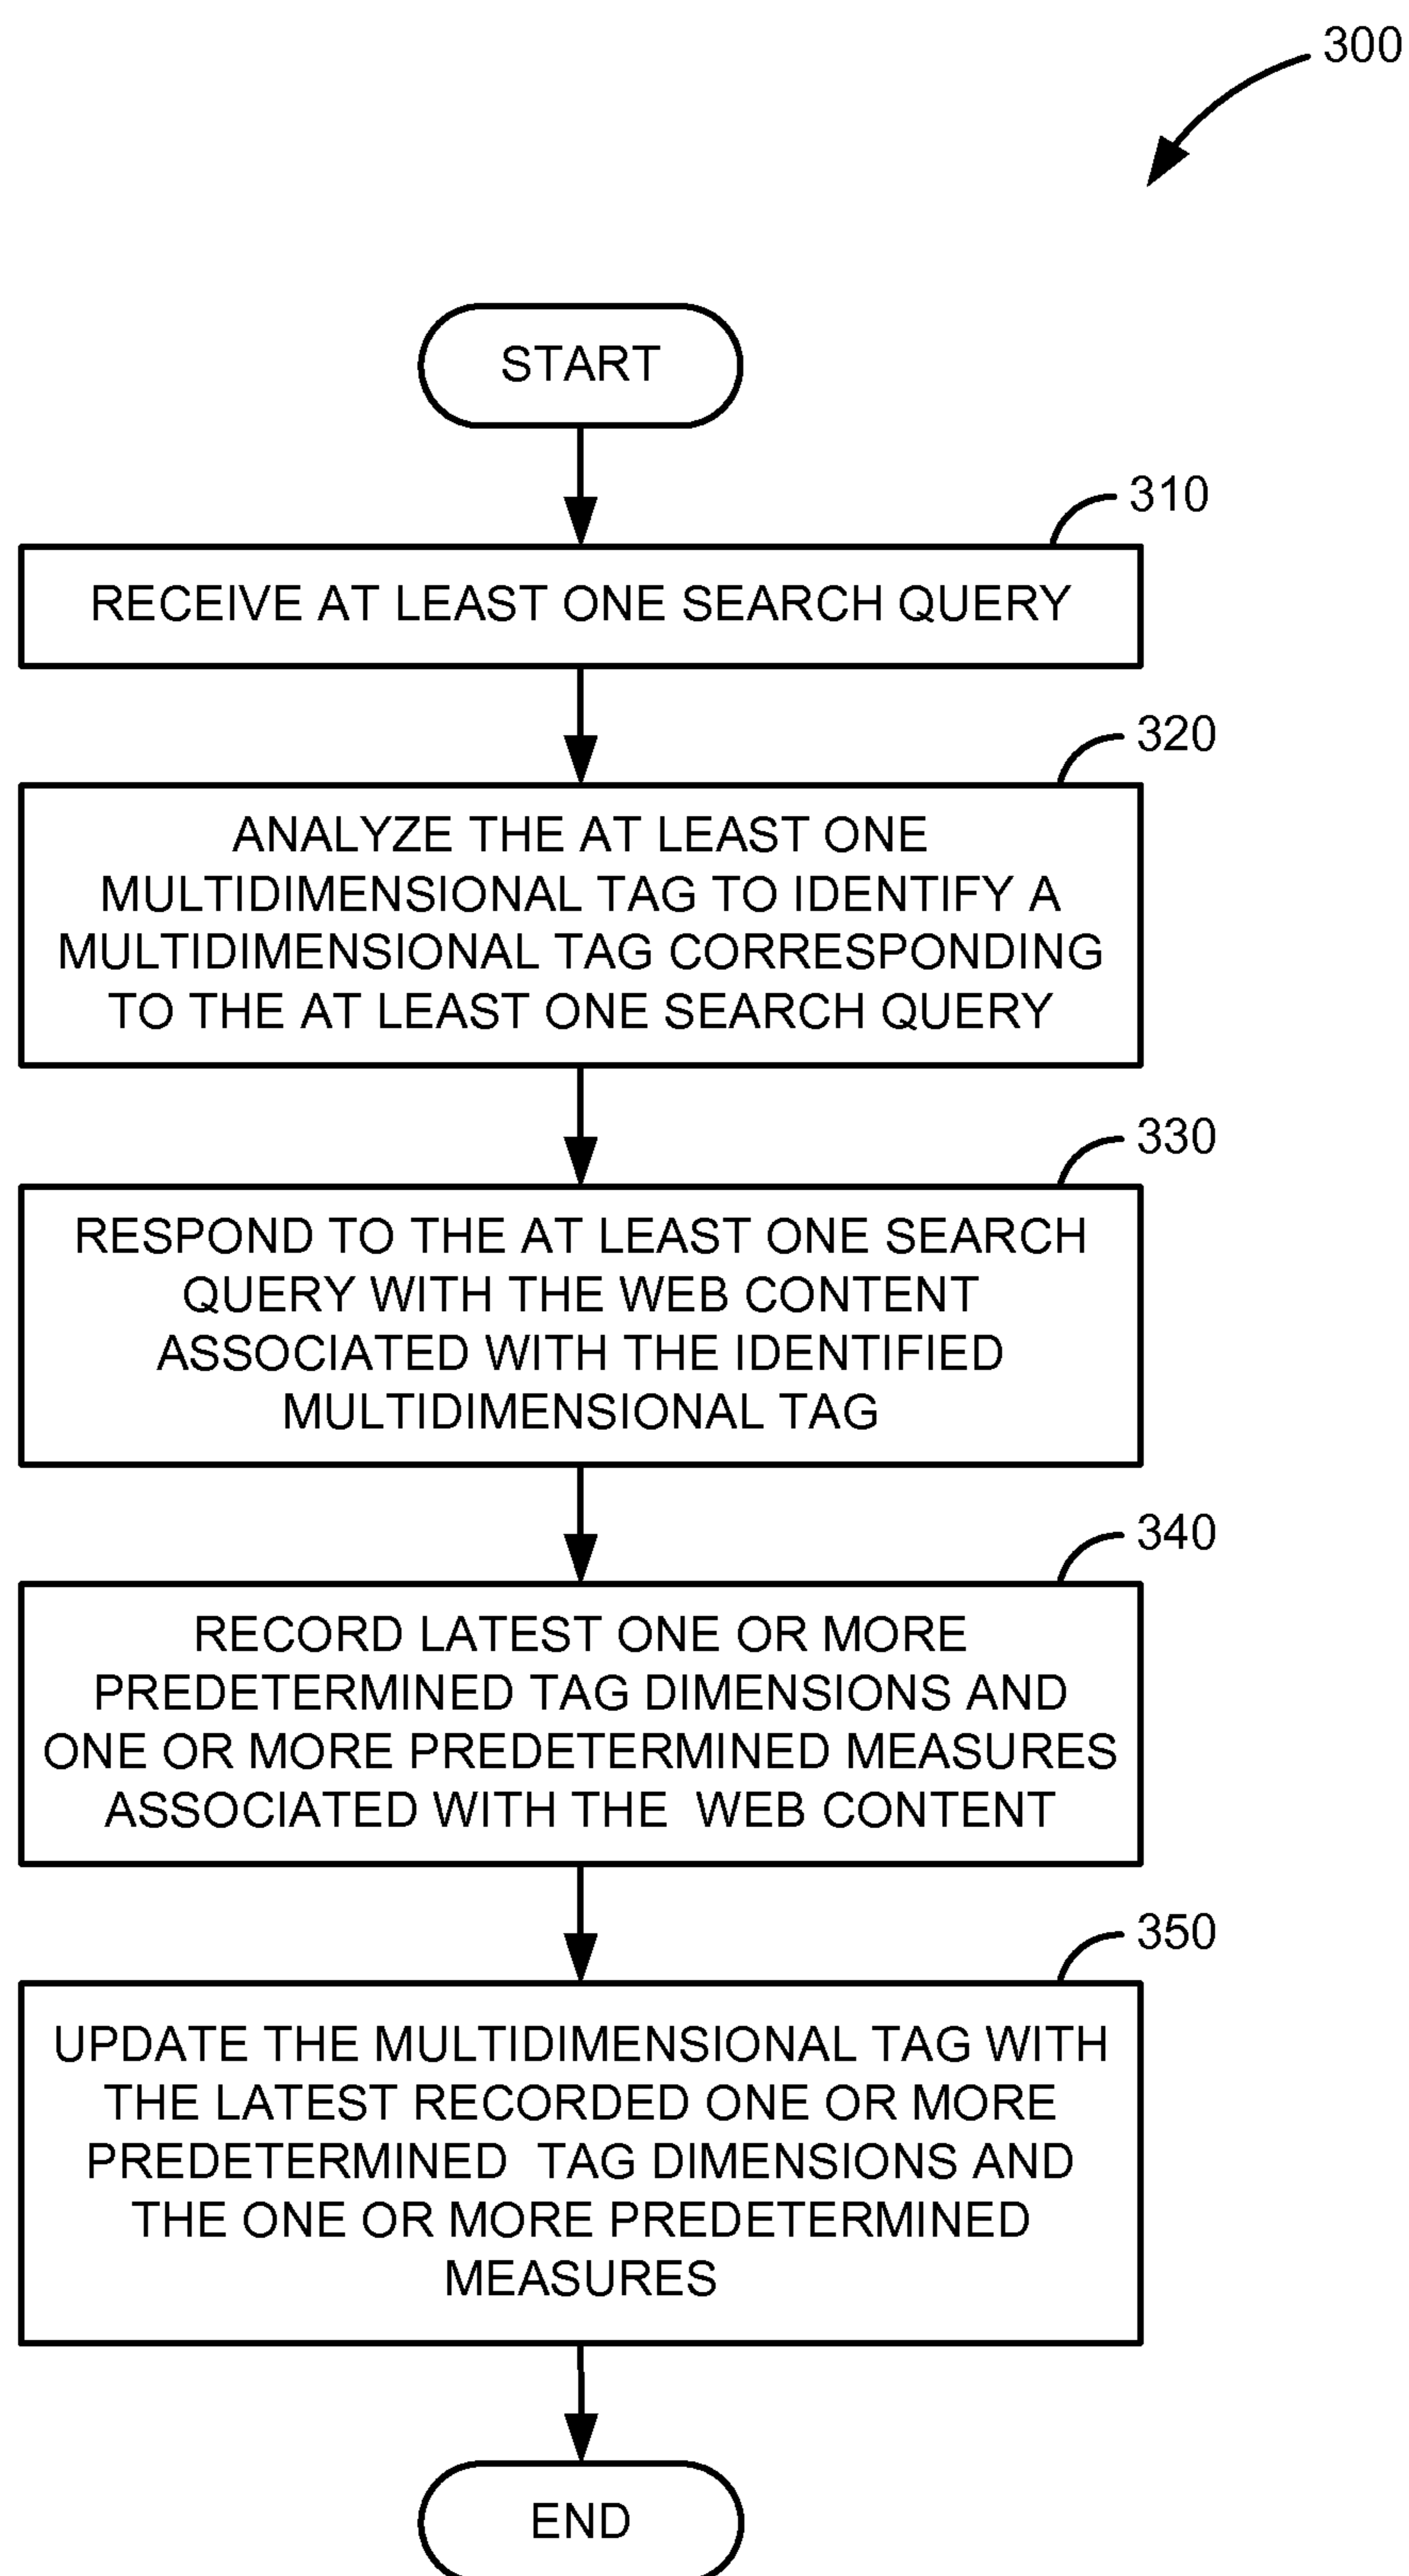 300
START
310
RECEIVE AT LEAST ONE SEARCH QUERY
320
ANALYZE THE AT LEAST ONE
MULTIDIMENSIONAL TAG TO IDENTIFY A
MULTIDIMENSIONAL TAG CORRESPONDING
TO THE AT LEAST ONE SEARCH QUERY
330
RESPOND TO THE AT LEAST ONE SEARCH
QUERY WITH THE WEB CONTENT
ASSOCIATED WITH THE IDENTIFIED
MULTIDIMENSIONAL TAG
340
RECORD LATEST ONE OR MORE
PREDETERMINED TAG DIMENSIONS AND
ONE OR MORE PREDETERMINED MEASURES
ASSOCIATED WITH THE WEB CONTENT
350
UPDATE THE MULTIDIMENSIONAL TAG WITH
THE LATEST RECORDED ONE OR MORE
PREDETERMINED TAG DIMENSIONS AND
THE ONE OR MORE PREDETERMINED
MEASURES
END